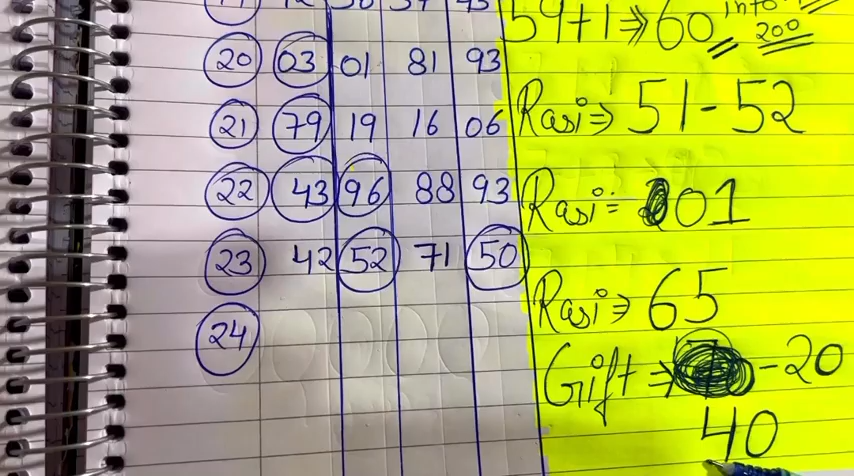 59+1⇒60 into
200
20 03 01 81 93
Rasi⇒ 51-52
21 79 19 16 06
22 43 96 88 93
Rasi= 01
23 42 52 71 50
Rasi⇒ 65
24
Gift⇒ -20
40